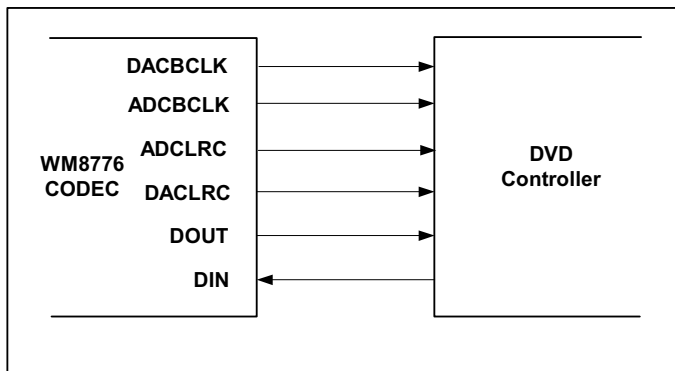 DACBCLK
ADCBCLK
ADCLRC
WM8776
CODEC
DACLRC
DOUT
DIN
DVD
Controller